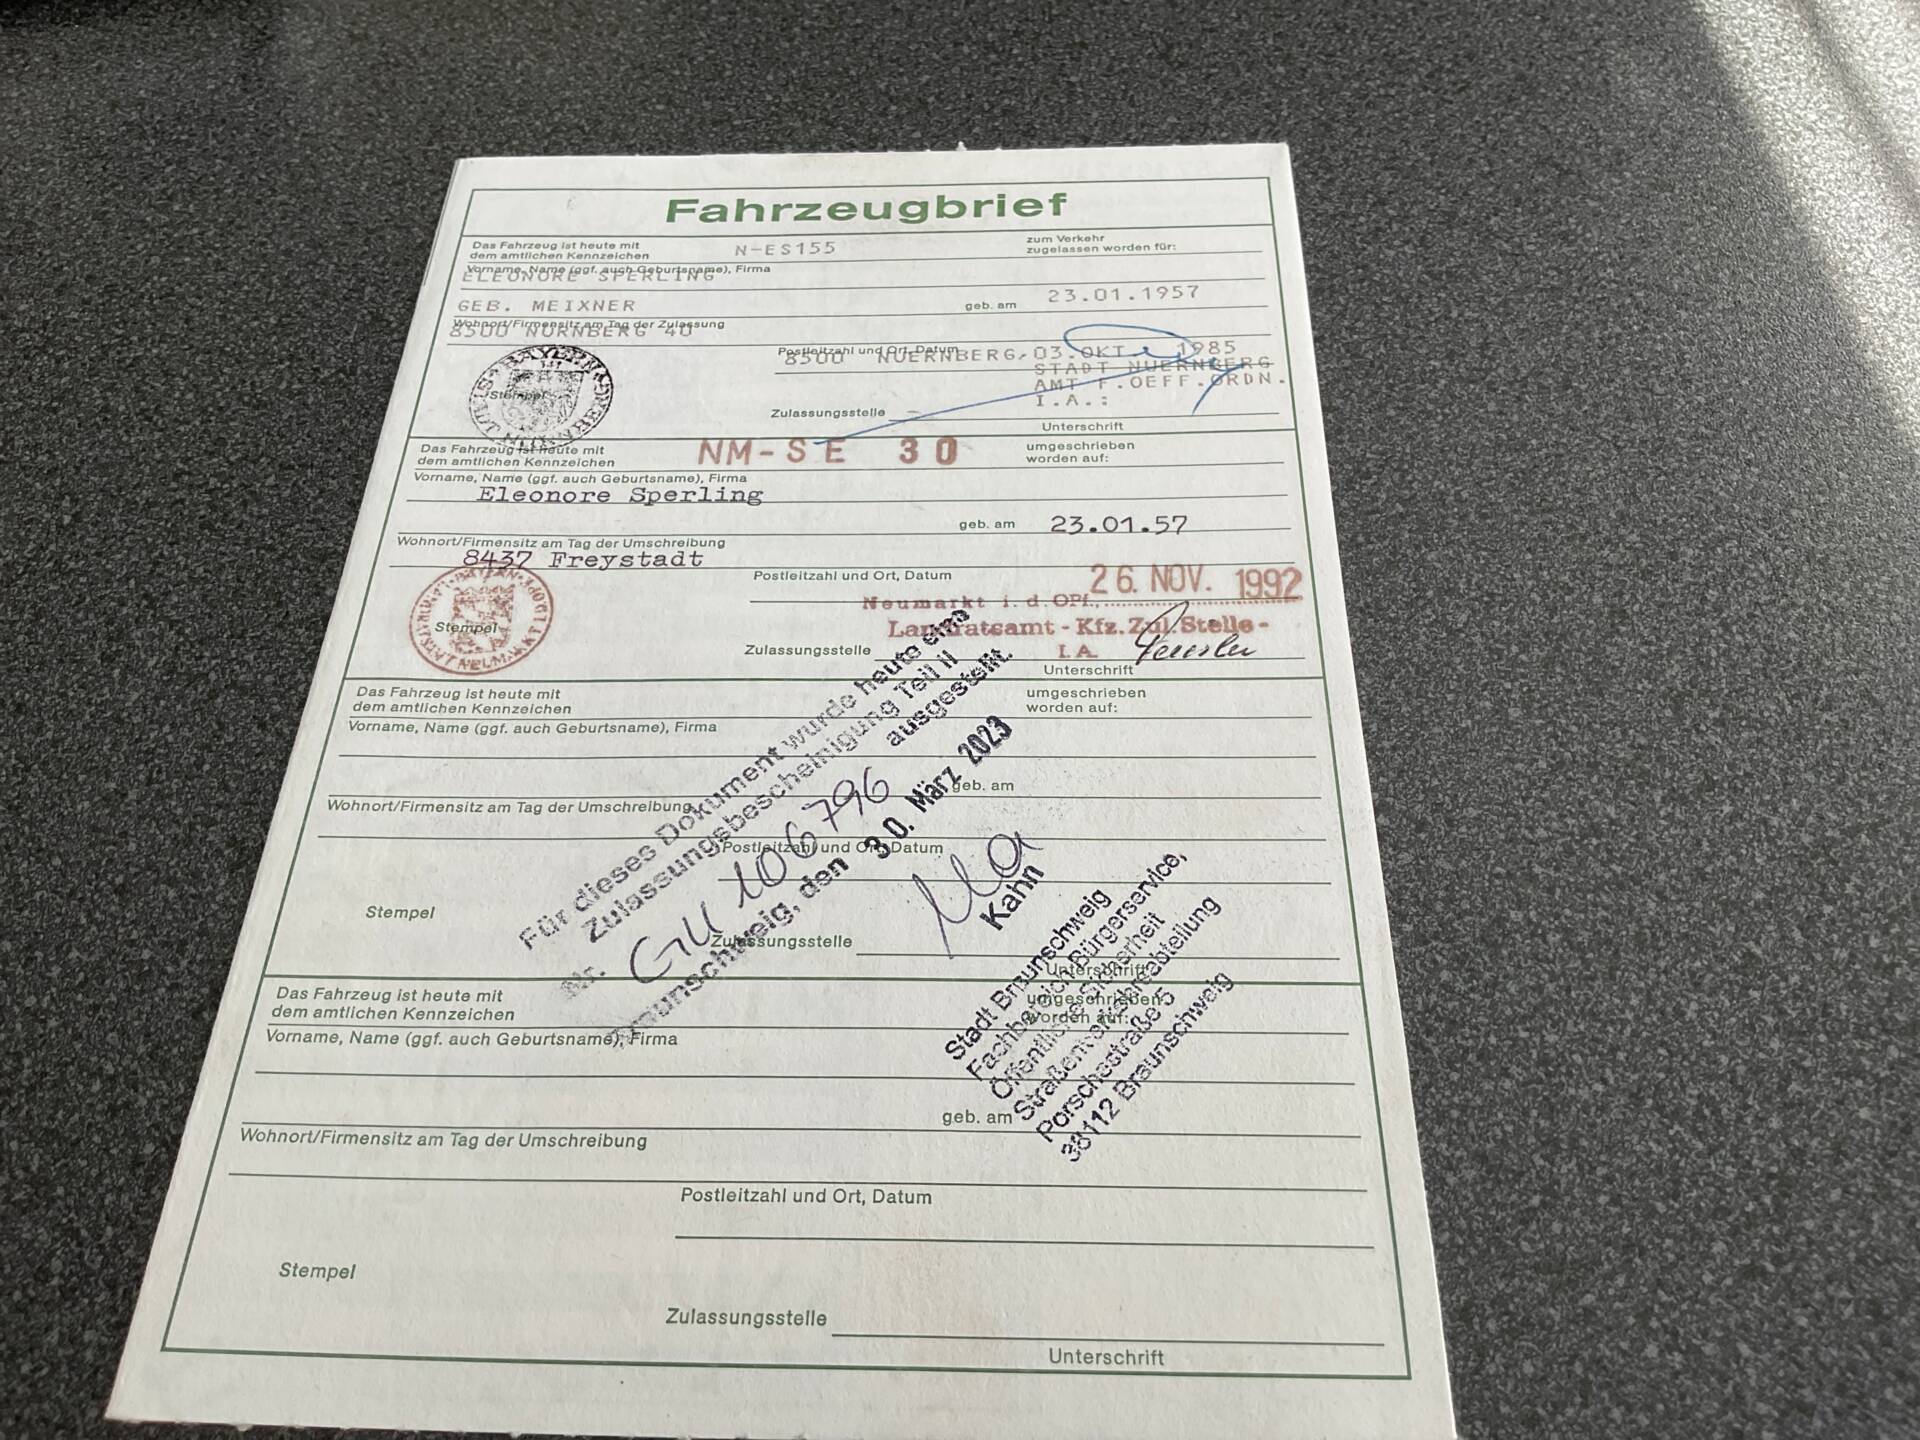 Fahrzeugbrief
Das Fahrzeug ist heute mit
dem amtlichen Kennzeichen
N-ES155
zum Verkehr
zugelassen worden für:
Vorname, Name (ggf. auch Geburtsname), Firma
ELEONORE SPERLING
GEB. MEIXNER
geb. am
23.01.1957
Wohnort/Firmensitz am Tag der Zulassung
8500 NÜRNBERG 40
Postleitzahl und Ort, Datum
8500 NUERNBERG, 03.OKT. 1985
STADT NUERNBERG
AMT F.OEFF.ORDN.
I.A.:
Stempel
Zulassungsstelle
Unterschrift
Das Fahrzeug ist heute mit
dem amtlichen Kennzeichen
NM-SE 30
umgeschrieben
worden auf:
Vorname, Name (ggf. auch Geburtsname), Firma
Eleonore Sperling
geb. am
23.01.57
Wohnort/Firmensitz am Tag der Umschreibung
8437 Freystadt
Postleitzahl und Ort, Datum
26. NOV. 1992
Neumarkt i. d. OPf.,
Landratsamt - Kfz. Zul. Stelle -
Stempel
Zulassungsstelle
I.A.
Unterschrift
Das Fahrzeug ist heute mit
dem amtlichen Kennzeichen
umgeschrieben
worden auf:
Vorname, Name (ggf. auch Geburtsname), Firma
geb. am
Wohnort/Firmensitz am Tag der Umschreibung
Postleitzahl und Ort, Datum
Stempel
Zulassungsstelle
Unterschrift
Für dieses Dokument wurde heute eine
Zulassungsbescheinigung Teil II
ausgestellt.
Nr. GU 106796
Braunschweig, den 30. März 2023
Kahn
Stadt Braunschweig
Fachbereich Bürgerservice,
Öffentliche Sicherheit
Straßenverkehrsabteilung
Porschestraße 5
38112 Braunschweig
Das Fahrzeug ist heute mit
dem amtlichen Kennzeichen
umgeschrieben
worden auf:
Vorname, Name (ggf. auch Geburtsname), Firma
geb. am
Wohnort/Firmensitz am Tag der Umschreibung
Postleitzahl und Ort, Datum
Stempel
Zulassungsstelle
Unterschrift